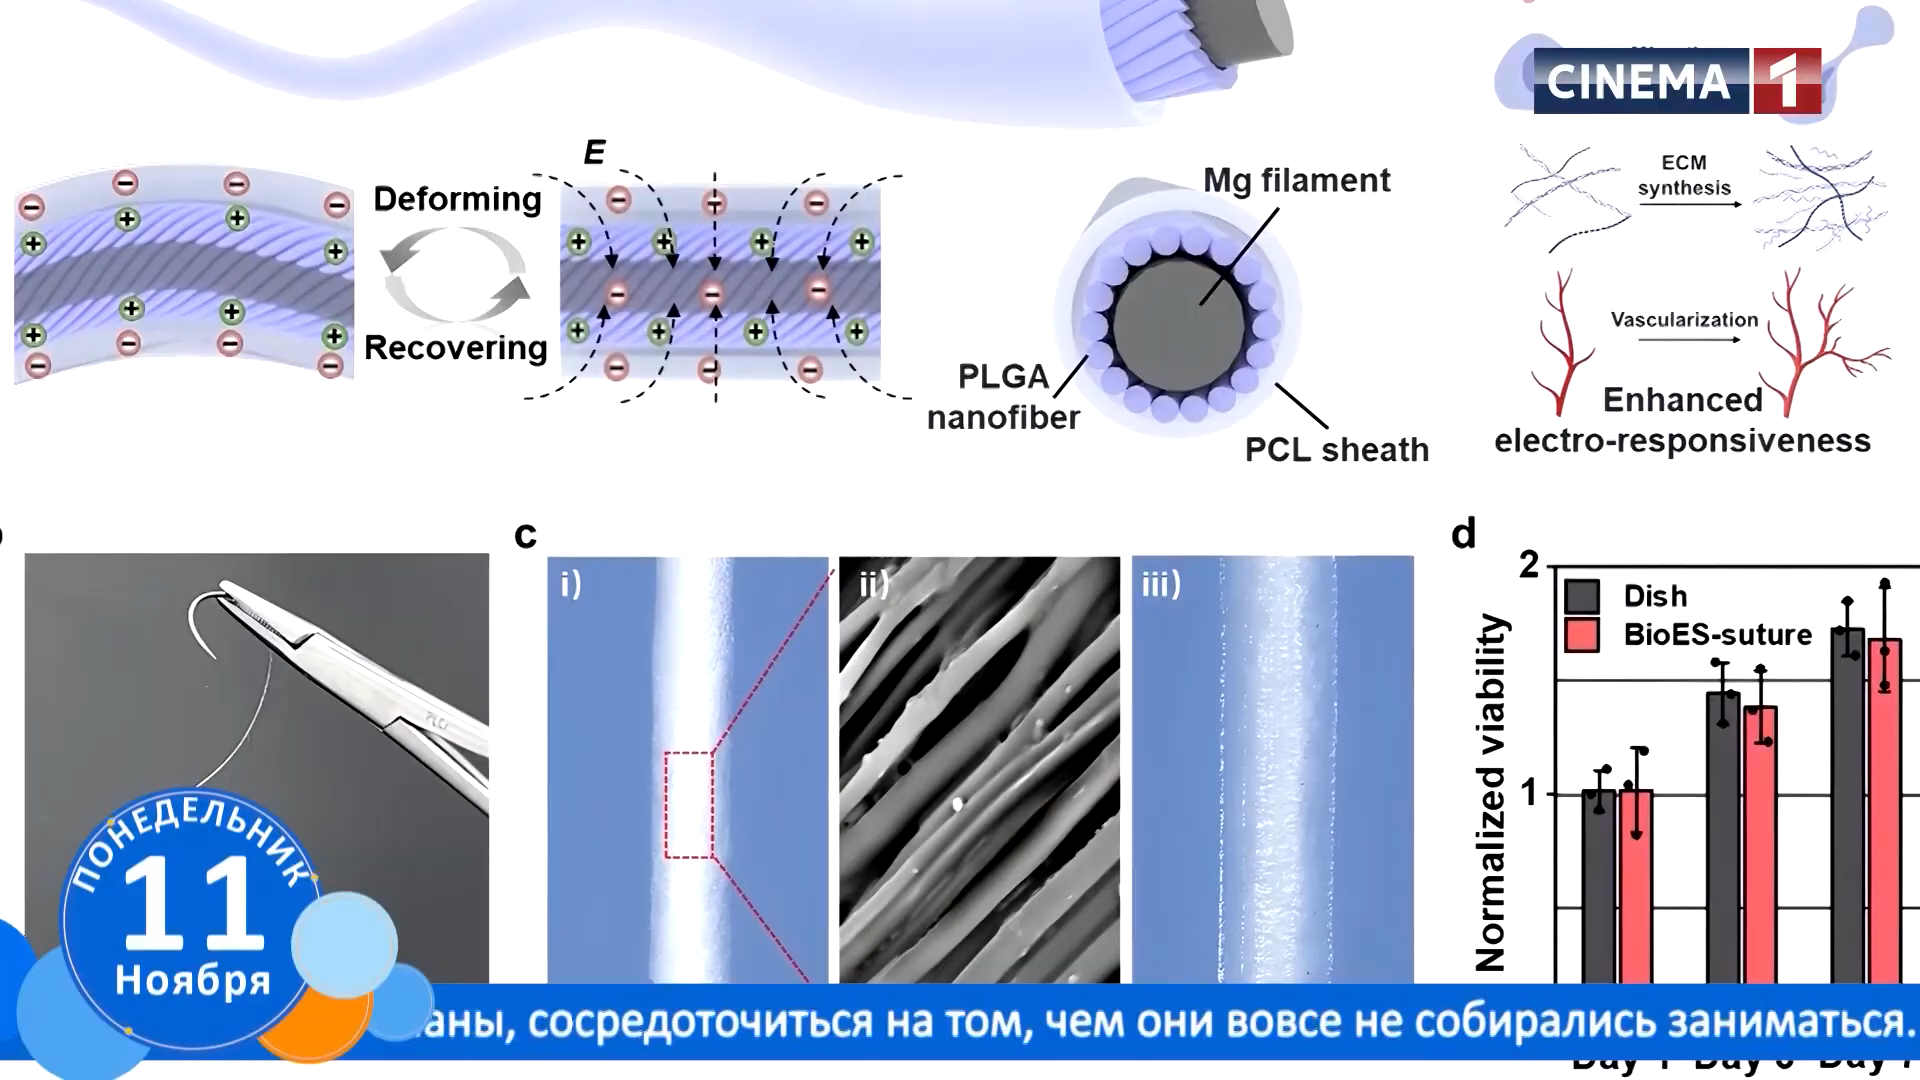 CINEMA 1
E
Deforming
Recovering
Mg filament
PLGA
nanofiber
PCL sheath
ECM
synthesis
Vascularization
Enhanced
electro-responsiveness
c
i)
ii)
iii)
d
2
1
Normalized viability
Dish
BioES-suture
ПОНЕДЕЛЬНИК
11
Ноября
сосредоточиться на том, чем они вовсе не собирались заниматься.